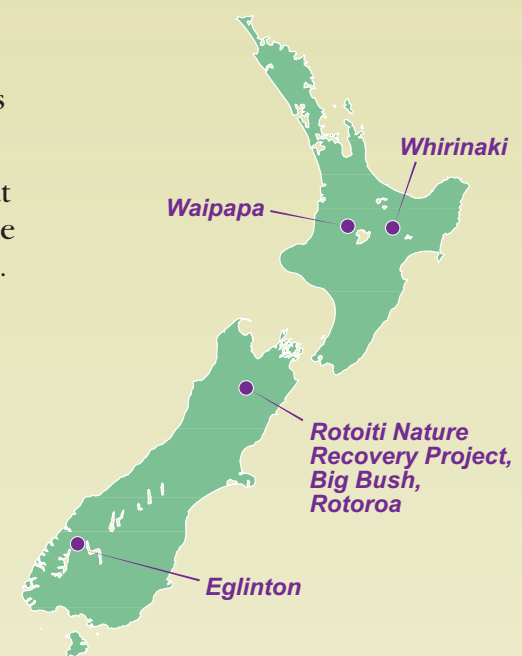 Whirinaki
Waipapa
Rotoiti Nature
Recovery Project,
Big Bush,
Rotoroa
Eglinton